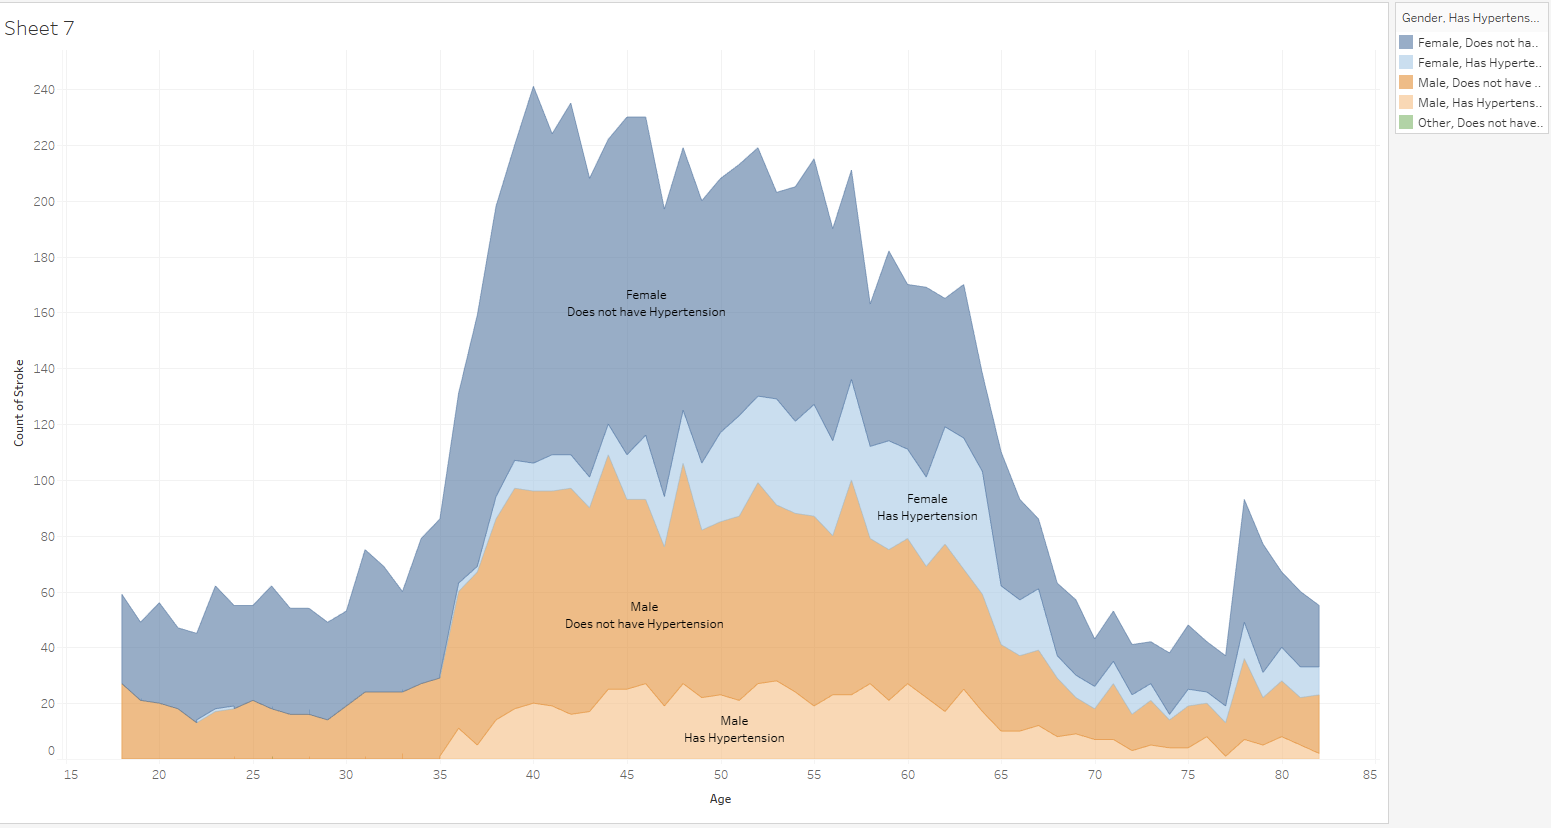 Sheet 7
Gender, Has Hypertens...
Female, Does not ha..
Female, Has Hyperte..
Male, Does not have ..
Male, Has Hypertens..
Other, Does not have..
240
220
200
180
160
140
120
100
80
60
40
20
0
Count of Stroke
Female
Does not have Hypertension
Female
Has Hypertension
Male
Does not have Hypertension
Male
Has Hypertension
15 20 25 30 35 40 45 50 55 60 65 70 75 80 85
Age